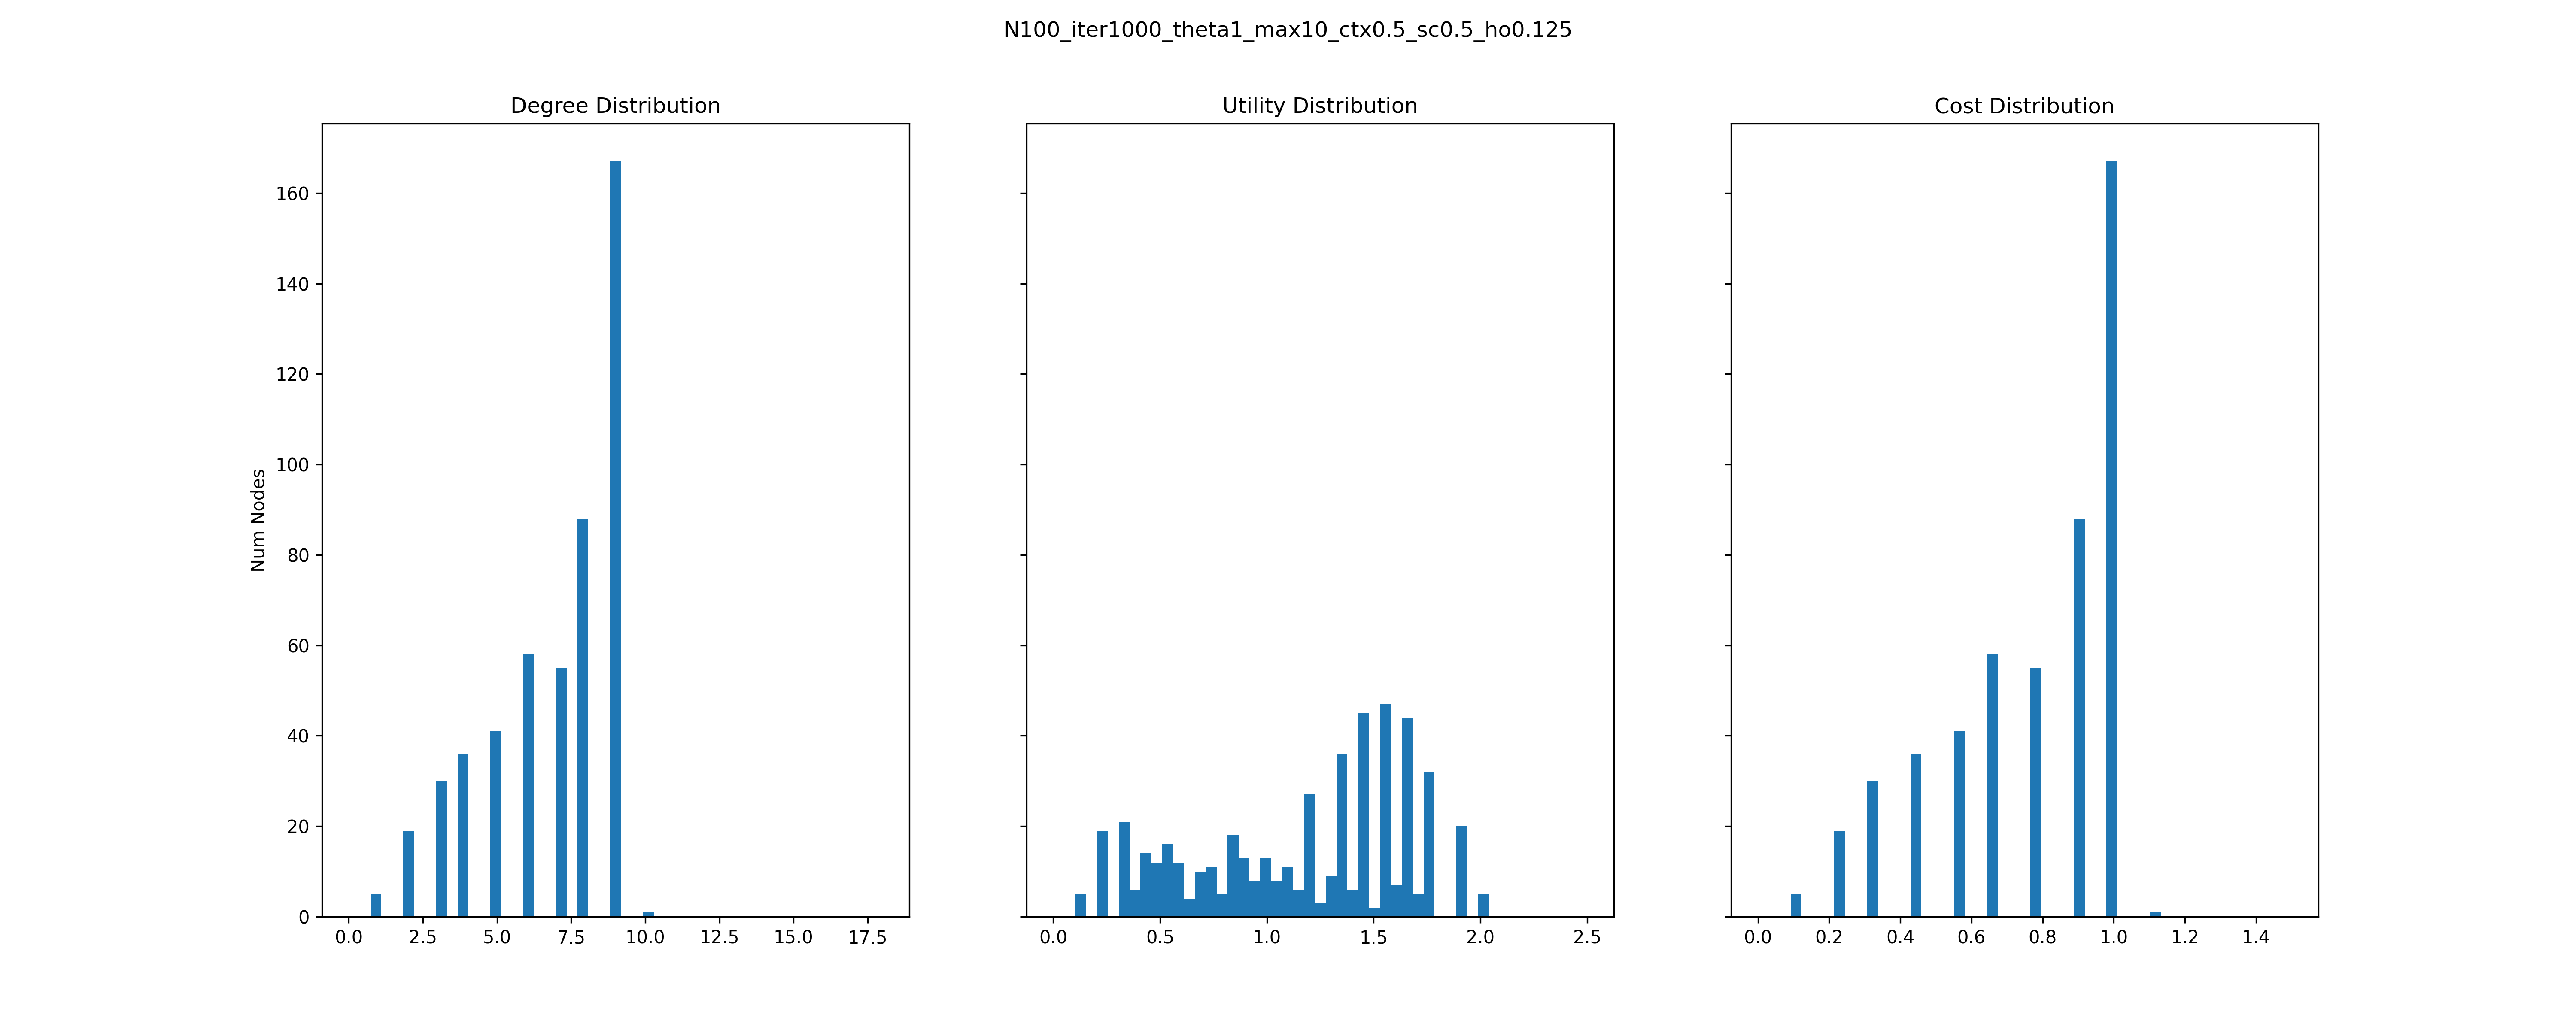 N100_iter1000_theta1_max10_ctx0.5_sc0.5_ho0.125
Degree Distribution
Utility Distribution
Cost Distribution
Num Nodes
160
140
120
100
80
60
40
20
0
0.0 2.5 5.0 7.5 10.0 12.5 15.0 17.5
0.0 0.5 1.0 1.5 2.0 2.5
0.0 0.2 0.4 0.6 0.8 1.0 1.2 1.4